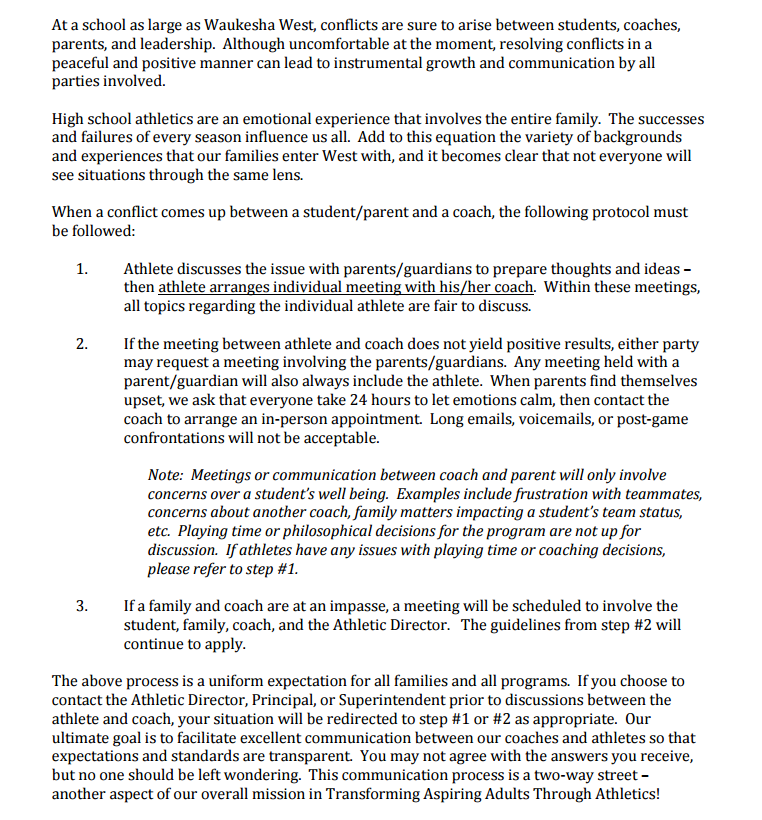 At a school as large as Waukesha West, conflicts are sure to arise between students, coaches,
parents, and leadership.  Although uncomfortable at the moment, resolving conflicts in a
peaceful and positive manner can lead to instrumental growth and communication by all
parties involved.
High school athletics are an emotional experience that involves the entire family.  The successes
and failures of every season influence us all.  Add to this equation the variety of backgrounds
and experiences that our families enter West with, and it becomes clear that not everyone will
see situations through the same lens.
When a conflict comes up between a student/parent and a coach, the following protocol must
be followed:
1. Athlete discusses the issue with parents/guardians to prepare thoughts and ideas –
then athlete arranges individual meeting with his/her coach.  Within these meetings,
all topics regarding the individual athlete are fair to discuss.
2. If the meeting between athlete and coach does not yield positive results, either party
may request a meeting involving the parents/guardians.  Any meeting held with a
parent/guardian will also always include the athlete.  When parents find themselves
upset, we ask that everyone take 24 hours to let emotions calm, then contact the
coach to arrange an in-person appointment.  Long emails, voicemails, or post-game
confrontations will not be acceptable.
Note:  Meetings or communication between coach and parent will only involve
concerns over a student's well being.  Examples include frustration with teammates,
concerns about another coach, family matters impacting a student's team status,
etc.  Playing time or philosophical decisions for the program are not up for
discussion.  If athletes have any issues with playing time or coaching decisions,
please refer to step #1.
3. If a family and coach are at an impasse, a meeting will be scheduled to involve the
student, family, coach, and the Athletic Director.   The guidelines from step #2 will
continue to apply.
The above process is a uniform expectation for all families and all programs.  If you choose to
contact the Athletic Director, Principal, or Superintendent prior to discussions between the
athlete and coach, your situation will be redirected to step #1 or #2 as appropriate.  Our
ultimate goal is to facilitate excellent communication between our coaches and athletes so that
expectations and standards are transparent.  You may not agree with the answers you receive,
but no one should be left wondering.  This communication process is a two-way street –
another aspect of our overall mission in Transforming Aspiring Adults Through Athletics!